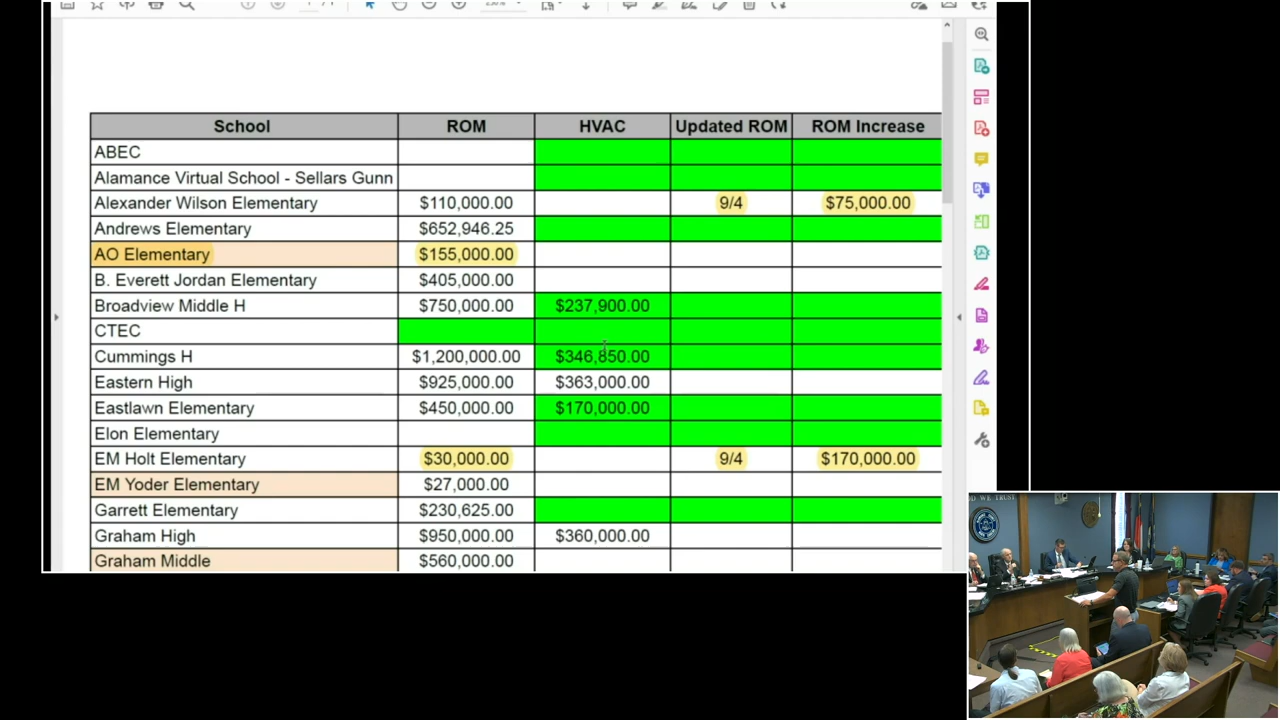 School ROM HVAC Updated ROM ROM Increase
ABEC
Alamance Virtual School - Sellars Gunn
Alexander Wilson Elementary $110,000.00 9/4 $75,000.00
Andrews Elementary $652,946.25
AO Elementary $155,000.00
B. Everett Jordan Elementary $405,000.00
Broadview Middle H $750,000.00 $237,900.00
CTEC
Cummings H $1,200,000.00 $346,850.00
Eastern High $925,000.00 $363,000.00
Eastlawn Elementary $450,000.00 $170,000.00
Elon Elementary
EM Holt Elementary $30,000.00 9/4 $170,000.00
EM Yoder Elementary $27,000.00
Garrett Elementary $230,625.00
Graham High $950,000.00 $360,000.00
Graham Middle $560,000.00
WE TRUST